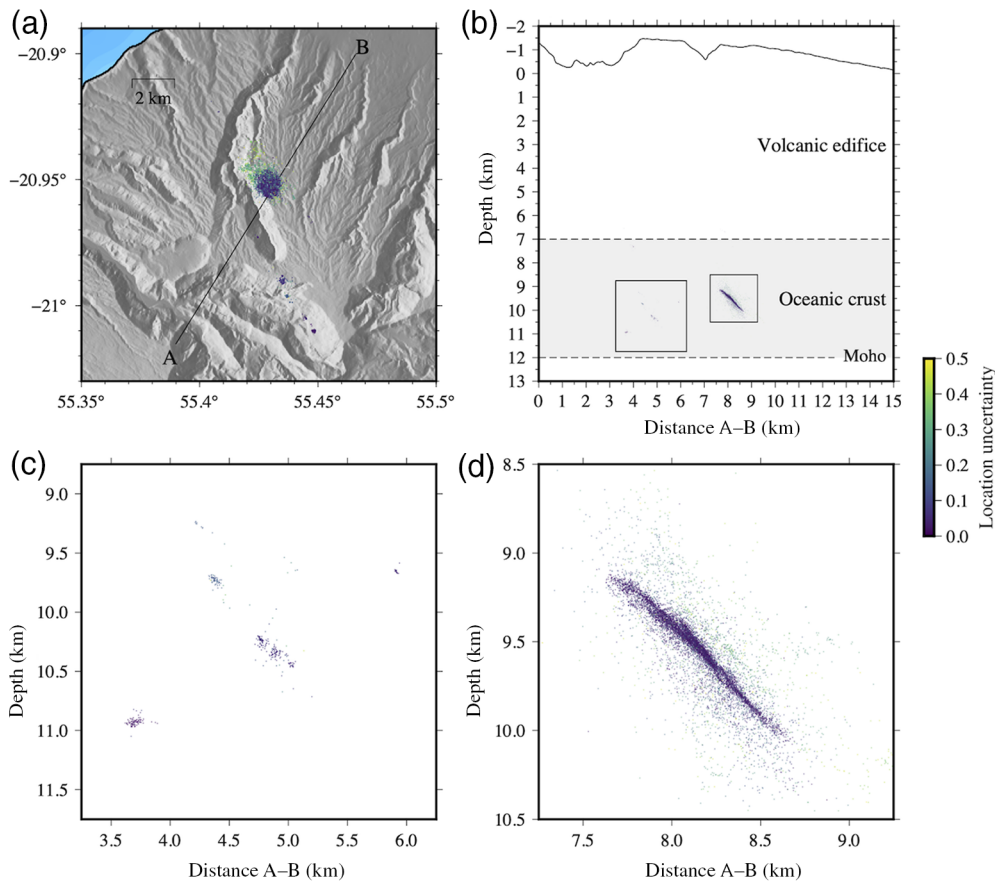 (a)
−20.9°
−20.95°
−21°
55.35°
55.4°
55.45°
55.5°
2 km
A
B
(b)
−2
−1
0
1
2
3
4
5
6
7
8
9
10
11
12
13
Depth (km)
Volcanic edifice
Oceanic crust
Moho
0 1 2 3 4 5 6 7 8 9 10 11 12 13 14 15
Distance A–B (km)
0.5
0.4
0.3
0.2
0.1
0.0
Location uncertainty
(c)
9.0
9.5
10.0
10.5
11.0
11.5
Depth (km)
3.5 4.0 4.5 5.0 5.5 6.0
Distance A–B (km)
(d)
8.5
9.0
9.5
10.0
10.5
Depth (km)
7.5 8.0 8.5 9.0
Distance A–B (km)